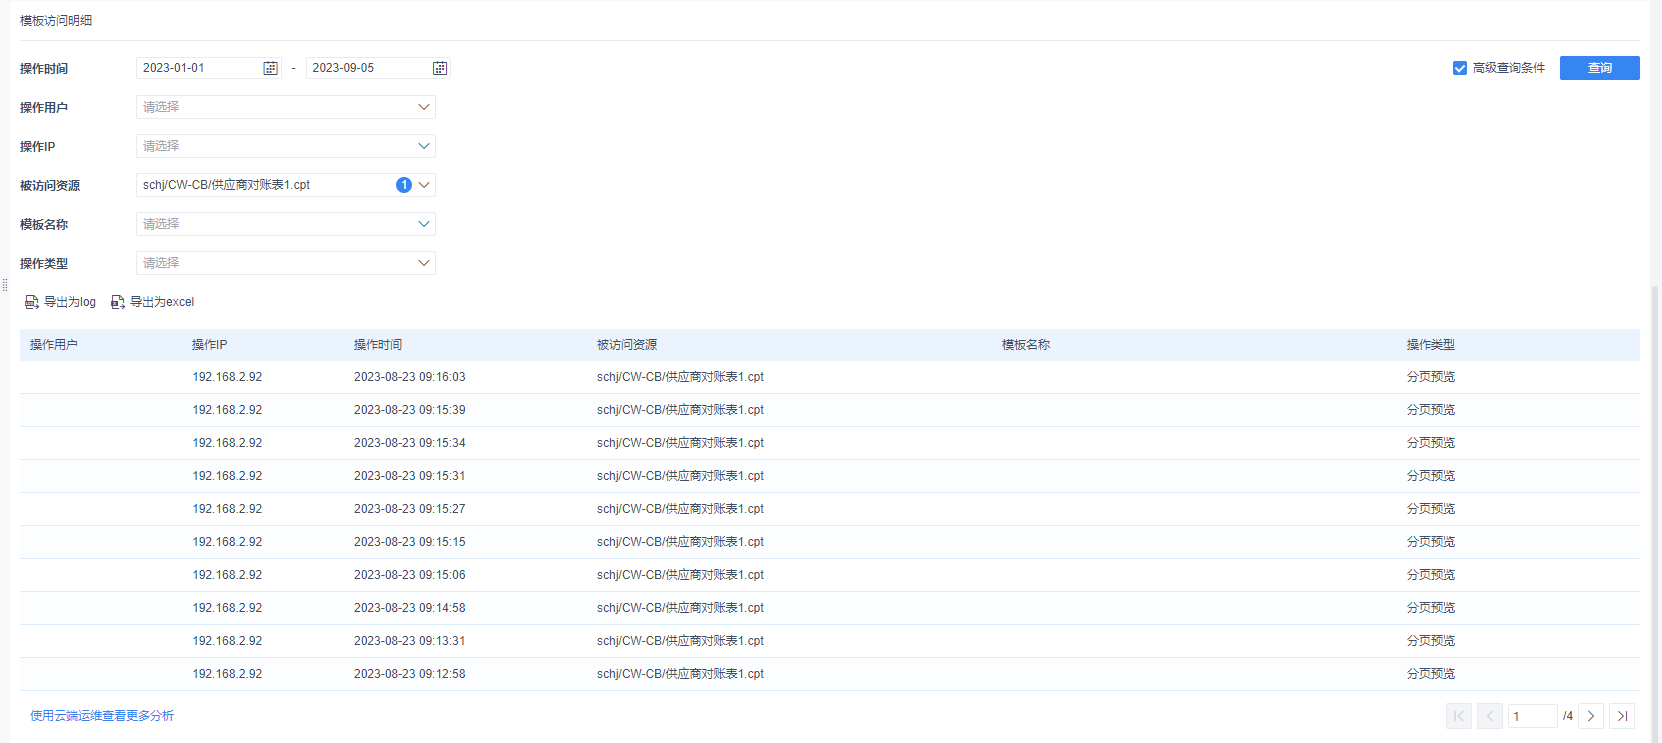 模板访问明细
操作时间 2023-01-01 - 2023-09-05 高级查询条件 查询
操作用户 请选择
操作IP 请选择
被访问资源 schj/CW-CB/供应商对账表1.cpt 1
模板名称 请选择
操作类型 请选择
导出为log 导出为excel
操作用户 操作IP 操作时间 被访问资源 模板名称 操作类型
192.168.2.92 2023-08-23 09:16:03 schj/CW-CB/供应商对账表1.cpt 分页预览
192.168.2.92 2023-08-23 09:15:39 schj/CW-CB/供应商对账表1.cpt 分页预览
192.168.2.92 2023-08-23 09:15:34 schj/CW-CB/供应商对账表1.cpt 分页预览
192.168.2.92 2023-08-23 09:15:31 schj/CW-CB/供应商对账表1.cpt 分页预览
192.168.2.92 2023-08-23 09:15:27 schj/CW-CB/供应商对账表1.cpt 分页预览
192.168.2.92 2023-08-23 09:15:15 schj/CW-CB/供应商对账表1.cpt 分页预览
192.168.2.92 2023-08-23 09:15:06 schj/CW-CB/供应商对账表1.cpt 分页预览
192.168.2.92 2023-08-23 09:14:58 schj/CW-CB/供应商对账表1.cpt 分页预览
192.168.2.92 2023-08-23 09:13:31 schj/CW-CB/供应商对账表1.cpt 分页预览
192.168.2.92 2023-08-23 09:12:58 schj/CW-CB/供应商对账表1.cpt 分页预览
使用云端运维查看更多分析 1 /4